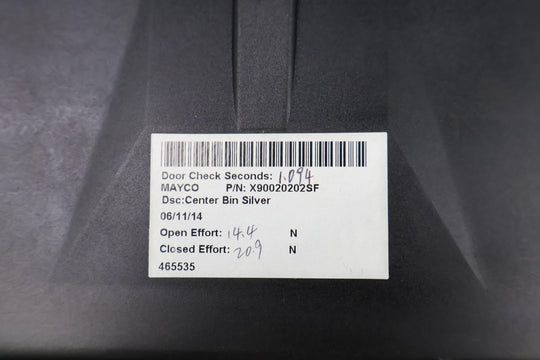 Door Check Seconds: 1.094
MAYCO P/N: X90020202SF
Dsc:Center Bin Silver
06/11/14
Open Effort: 14.4 N
Closed Effort: 20.9 N
465535